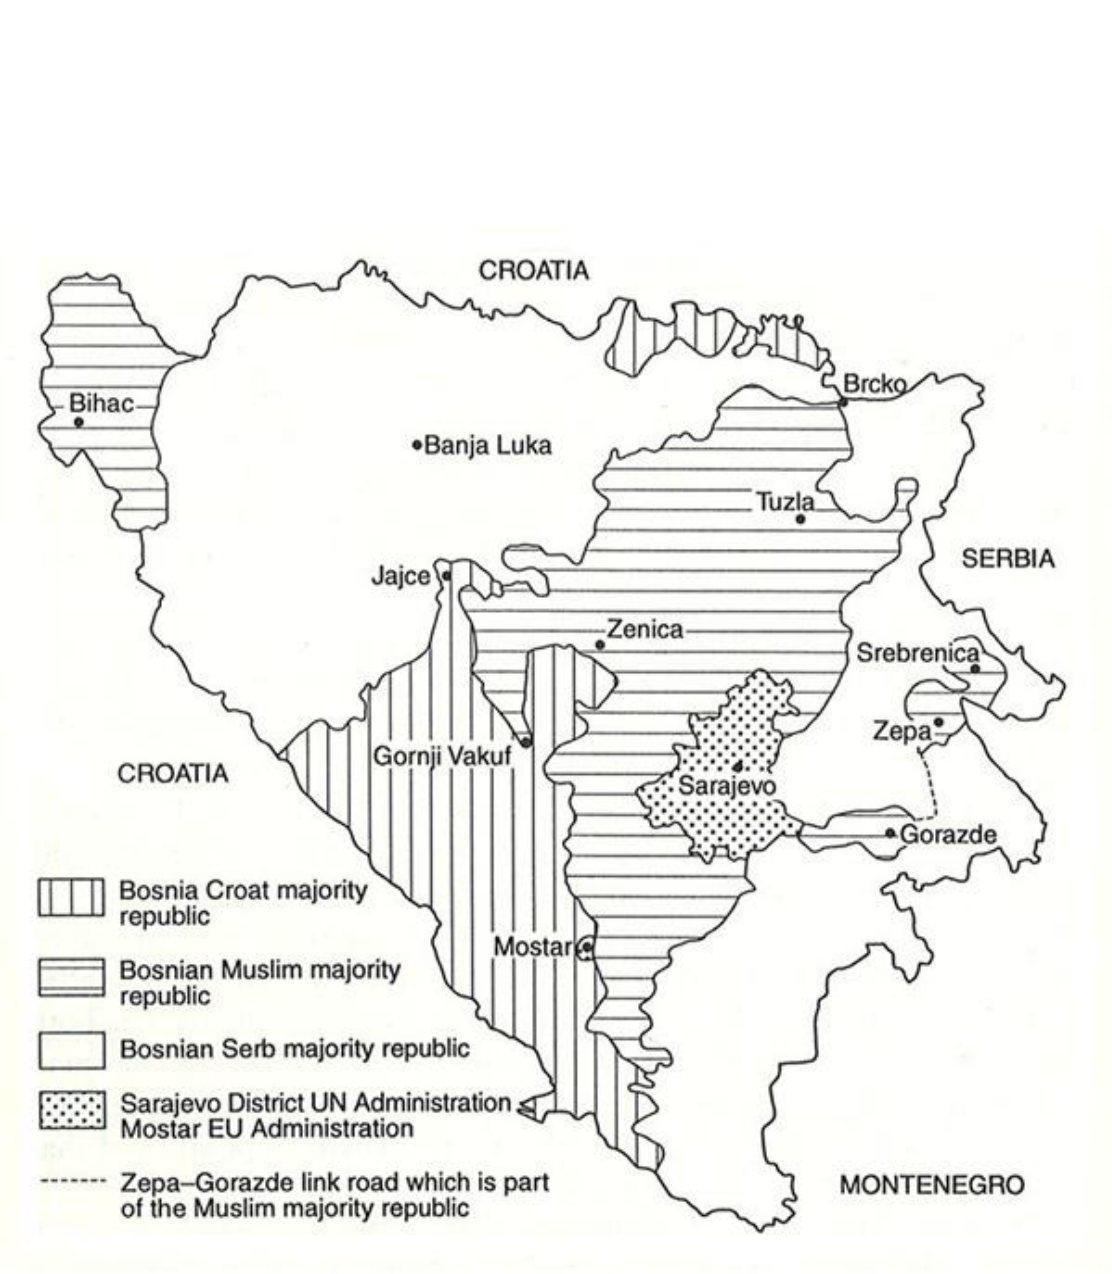 CROATIA
Brcko
Bihac
Banja Luka
Tuzla
SERBIA
Jajce
Zenica
Srebrenica
Zepa
Gornji Vakuf
CROATIA
Sarajevo
Gorazde
Bosnia Croat majority
republic
Mostar
Bosnian Muslim majority
republic
Bosnian Serb majority republic
Sarajevo District UN Administration
Mostar EU Administration
Zepa–Gorazde link road which is part
of the Muslim majority republic
MONTENEGRO